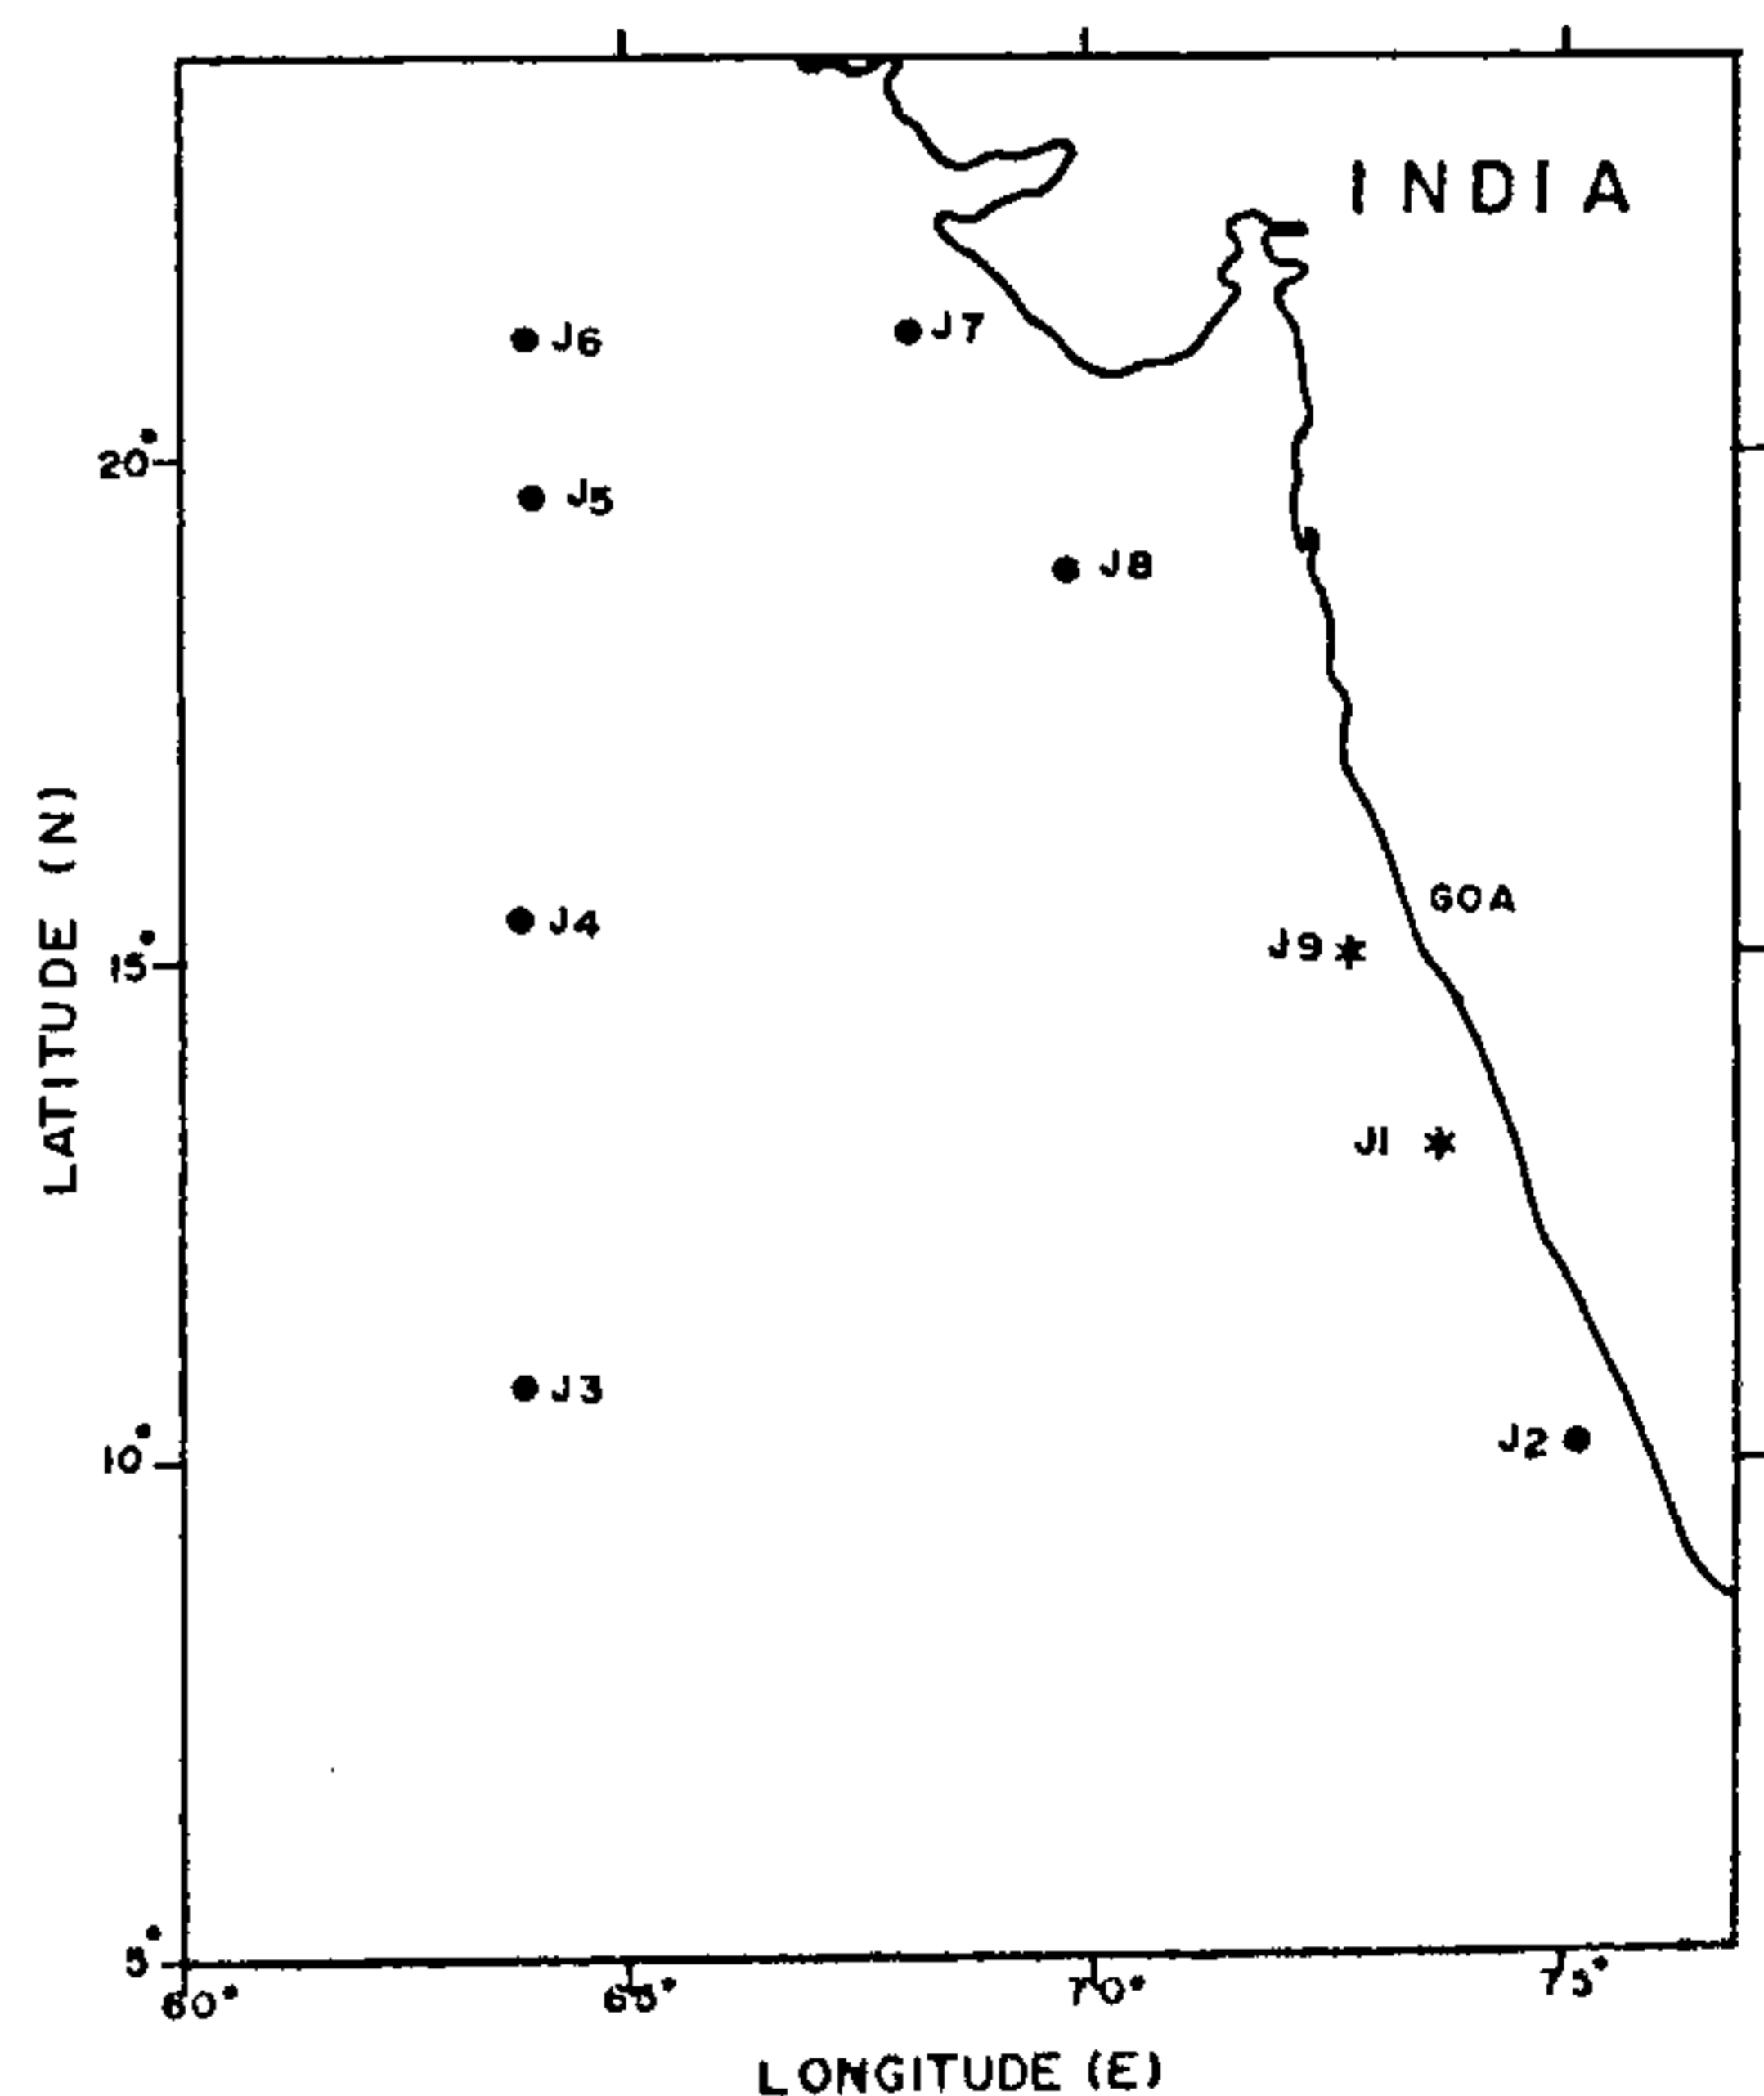 INDIA
J6
J7
20°
J5
J8
LATITUDE (N)
GOA
J4
J9
15°
J1
J3
10°
J2
5°
60°
65°
70°
75°
LONGITUDE (E)